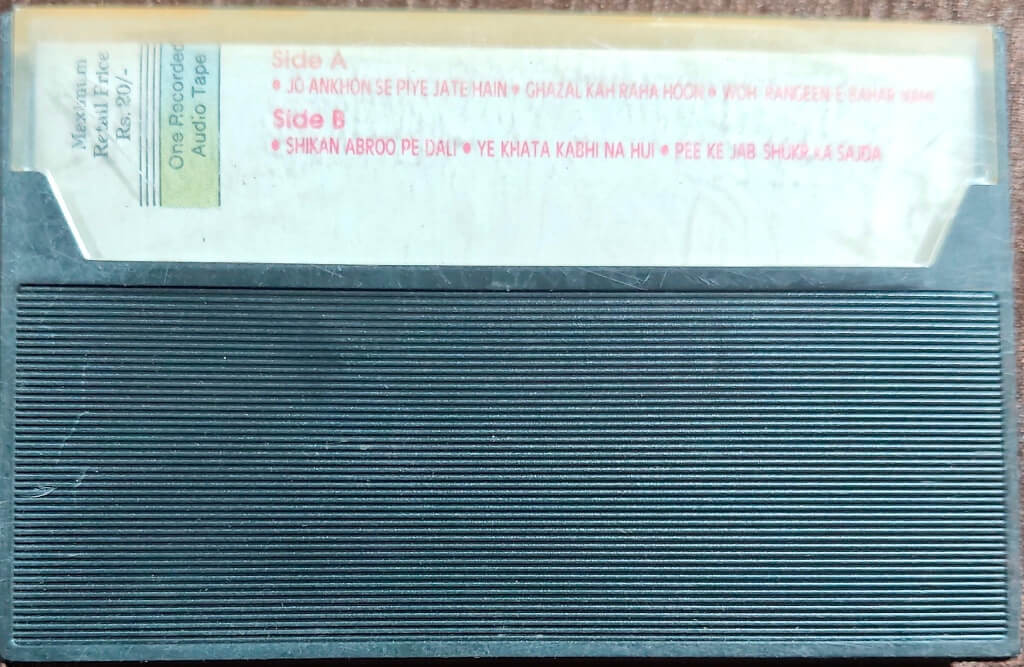 Maximum
Retail Price
Rs. 20/-
One Recorded
Audio Tape
Side A
• JO ANKHON SE PIYE JATE HAIN • GHAZAL KAH RAHA HOON • WOH RANGEEN E BAHAR
Side B
• SHIKAN ABROO PE DALI • YE KHATA KABHI NA HUI • PEE KE JAB SHUKR KA SAJDA